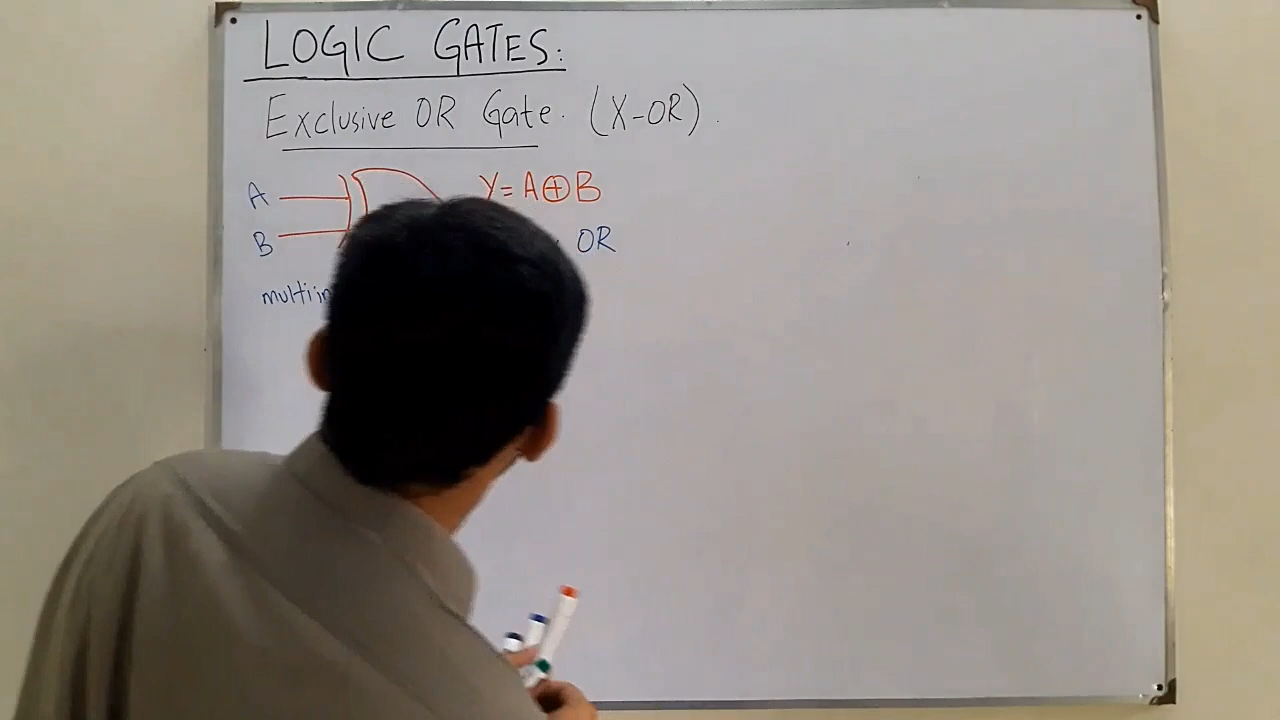 LOGIC GATES:
Exclusive OR Gate. (X-OR).
A
Y= A⊕B
B
OR